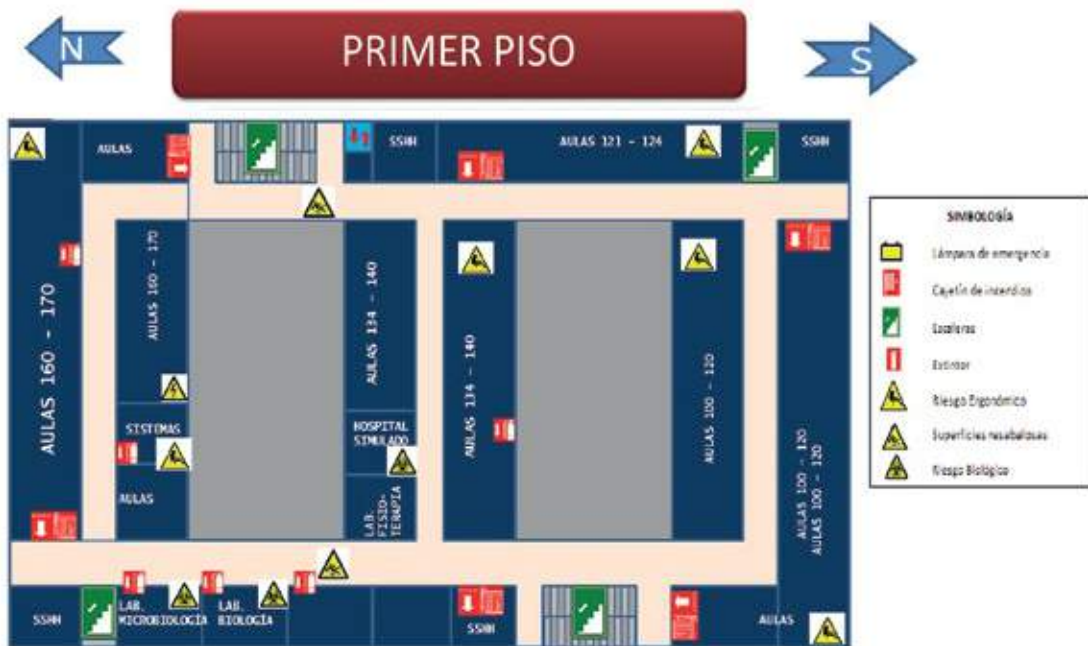 N
PRIMER PISO
S
AULAS
SSHH
AULAS 121 - 124
SSHH
AULAS 160 - 170
AULAS 160 - 170
AULAS 134 - 140
AULAS 134 - 140
AULAS 100 - 120
AULAS 100 - 120
AULAS 100 - 120
SISTEMAS
HOSPITAL
SIMULADO
AULAS
LAB.
FISIO-
TERAPIA
SSHH
LAB.
MICROBIOLOGÍA
LAB.
BIOLOGÍA
SSHH
AULAS
SIMBOLOGÍA
Lámpara de emergencia
Cajetín de incendios
Escaleras
Extintor
Riesgo Ergonómico
Superficies resbalosas
Riesgo Biológico